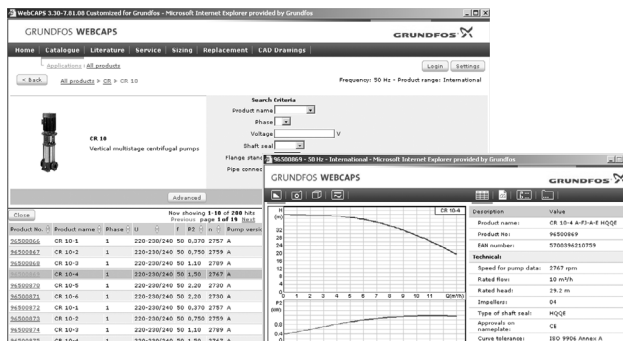 WebCAPS 3.30-7.01.08 Customized for Grundfos - Microsoft Internet Explorer provided by Grundfos
GRUNDFOS WEBCAPS
GRUNDFOS
Home Catalogue Literature Service Sizing Replacement CAD Drawings
Applications All products
Login Settings
< Back All products > CR > CR 10
Frequency: 50 Hz - Product range: International
CR 10
Vertical multistage centrifugal pumps
Search Criteria
Product name
Phase
Voltage V
Shaft seal
Flange stand
Pipe connec
Advanced
Close
Now showing 1-10 of 200 hits
Previous page 1 of 19 Next
Product No. Product name Phase U f P2 n Pump versio
96500866 CR 10-1 1 220-230/240 50 0,370 2757 A
96500867 CR 10-2 1 220-230/240 50 0,750 2759 A
96500868 CR 10-3 1 220-230/240 50 1,10 2789 A
96500869 CR 10-4 1 220-230/240 50 1,50 2767 A
96500870 CR 10-5 1 220-230/240 50 2,20 2730 A
96500871 CR 10-6 1 220-230/240 50 2,20 2730 A
96500872 CR 10-1 1 220-230/240 50 0,370 2757 A
96500873 CR 10-2 1 220-230/240 50 0,750 2759 A
96500874 CR 10-3 1 220-230/240 50 1,10 2789 A
96500875 CR 10-4 1 220-230/240 50 1,50 2767 A
96500869 - 50 Hz - International - Microsoft Internet Explorer provided by Grundfos
GRUNDFOS WEBCAPS
GRUNDFOS
H
(m)
CR 10-4
32
28
24
20
16
12
8
4
0
0 1 2 3 4 5 6 7 8 9 10 11 Q(m³/h)
P2
(kW)
0.8
0.4
Description Value
Product name: CR 10-4 A-FJ-A-E HQQE
Product No: 96500869
EAN number: 5700396210759
Technical:
Speed for pump data: 2767 rpm
Rated flow: 10 m³/h
Rated head: 29.2 m
Impellers: 04
Type of shaft seal: HQQE
Approvals on nameplate: CE
Curve tolerance: ISO 9906 Annex A